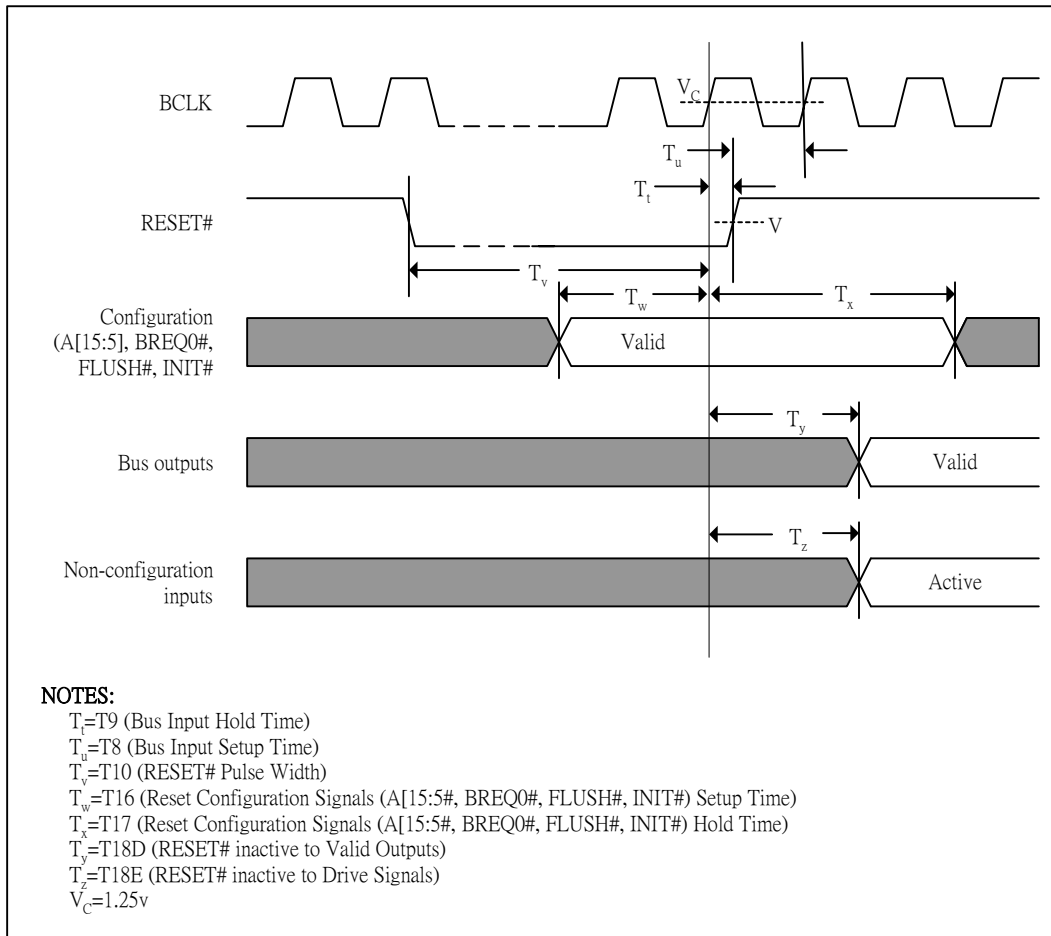 BCLK
V_C
T_u
T_t
RESET#
V
T_v
T_w
T_x
Configuration
(A[15:5], BREQ0#,
FLUSH#, INIT#
Valid
T_y
Bus outputs
Valid
T_z
Non-configuration
inputs
Active
NOTES:
T_t=T9 (Bus Input Hold Time)
T_u=T8 (Bus Input Setup Time)
T_v=T10 (RESET# Pulse Width)
T_w=T16 (Reset Configuration Signals (A[15:5#, BREQ0#, FLUSH#, INIT#) Setup Time)
T_x=T17 (Reset Configuration Signals (A[15:5#, BREQ0#, FLUSH#, INIT#) Hold Time)
T_y=T18D (RESET# inactive to Valid Outputs)
T_z=T18E (RESET# inactive to Drive Signals)
V_C=1.25v